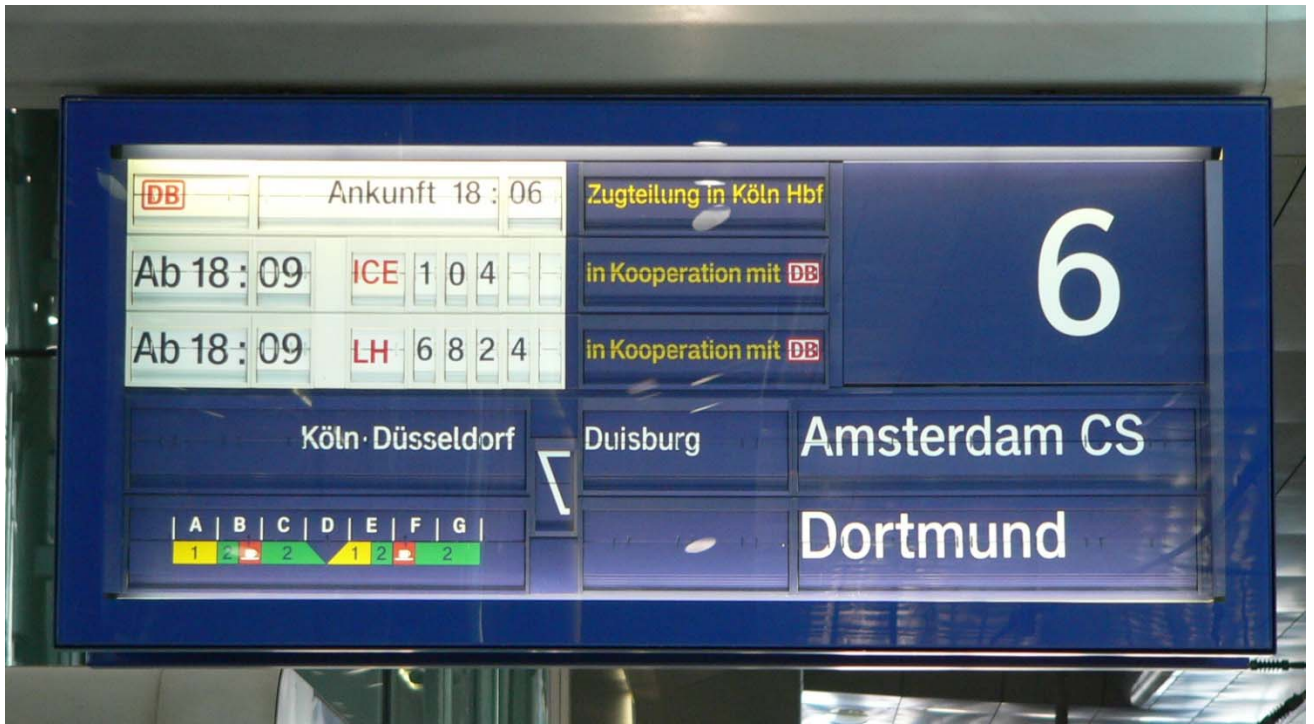 DB Ankunft 18:06 Zugteilung in Köln Hbf
6
Ab 18:09 ICE 104 in Kooperation mit DB
Ab 18:09 LH 6824 in Kooperation mit DB
Köln·Düsseldorf Duisburg Amsterdam CS
| A | B | C | D | E | F | G | Dortmund
1 2 2 1 2 2